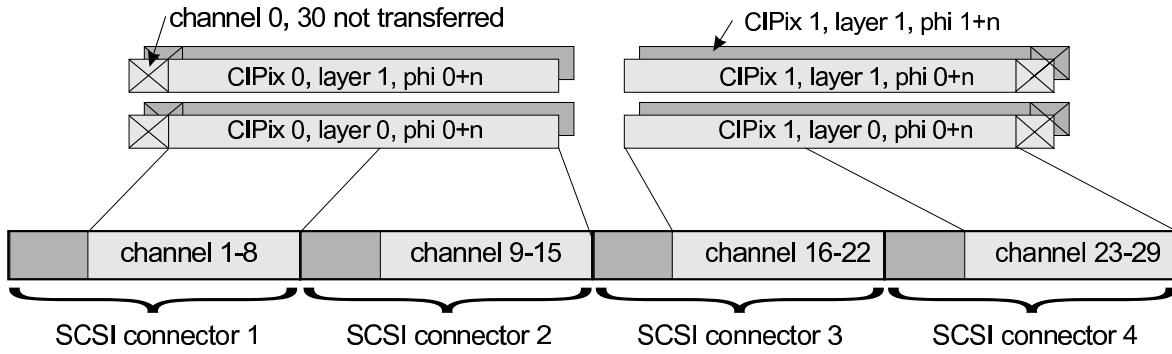 channel 0, 30 not transferred
CIPix 1, layer 1, phi 1+n
CIPix 0, layer 1, phi 0+n
CIPix 1, layer 1, phi 0+n
CIPix 0, layer 0, phi 0+n
CIPix 1, layer 0, phi 0+n
channel 1-8
channel 9-15
channel 16-22
channel 23-29
SCSI connector 1
SCSI connector 2
SCSI connector 3
SCSI connector 4